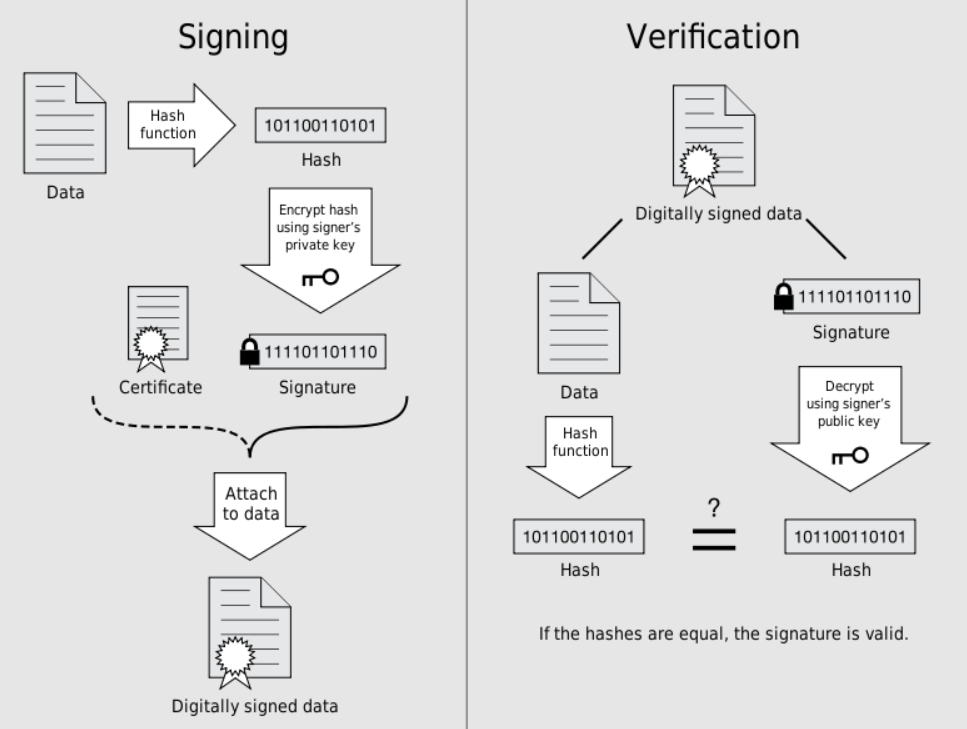 Signing
Hash
function
101100110101
Hash
Data
Encrypt hash
using signer's
private key
Certificate
111101101110
Signature
Attach
to data
Digitally signed data
Verification
Digitally signed data
Data
Hash
function
101100110101
Hash
111101101110
Signature
Decrypt
using signer's
public key
?
101100110101
Hash
If the hashes are equal, the signature is valid.